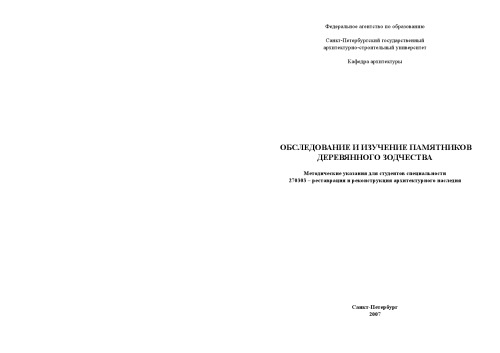 Федеральное агентство по образованию
Санкт-Петербургский государственный
архитектурно-строительный университет
Кафедра архитектуры
ОБСЛЕДОВАНИЕ И ИЗУЧЕНИЕ ПАМЯТНИКОВ
ДЕРЕВЯННОГО ЗОДЧЕСТВА
Методические указания для студентов специальности
270303 – реставрация и реконструкция архитектурного наследия
Санкт-Петербург
2007